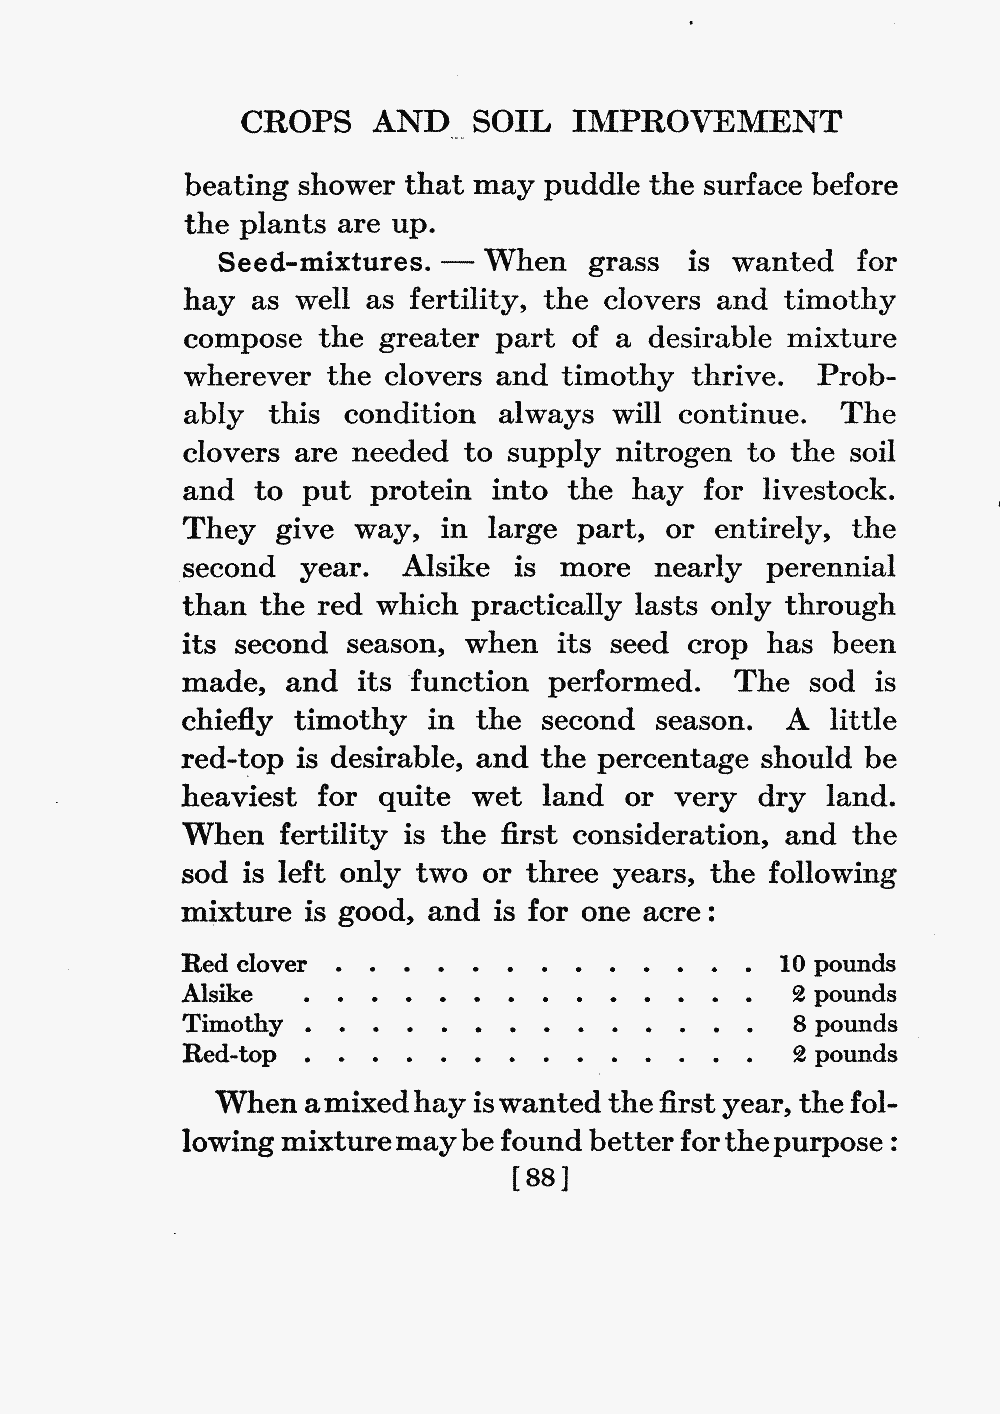 CROPS AND SOIL IMPROVEMENT
beating shower that may puddle the surface before
the plants are up.
Seed-mixtures. — When grass is wanted for
hay as well as fertility, the clovers and timothy
compose the greater part of a desirable mixture
wherever the clovers and timothy thrive. Prob-
ably this condition always will continue. The
clovers are needed to supply nitrogen to the soil
and to put protein into the hay for livestock.
They give way, in large part, or entirely, the
second year. Alsike is more nearly perennial
than the red which practically lasts only through
its second season, when its seed crop has been
made, and its function performed. The sod is
chiefly timothy in the second season. A little
red-top is desirable, and the percentage should be
heaviest for quite wet land or very dry land.
When fertility is the first consideration, and the
sod is left only two or three years, the following
mixture is good, and is for one acre:
Red clover . . . . . . . . . . . . . 10 pounds
Alsike . . . . . . . . . . . . . . 2 pounds
Timothy . . . . . . . . . . . . . . 8 pounds
Red-top . . . . . . . . . . . . . . 2 pounds
When a mixed hay is wanted the first year, the fol-
lowing mixture may be found better for the purpose:
[88]